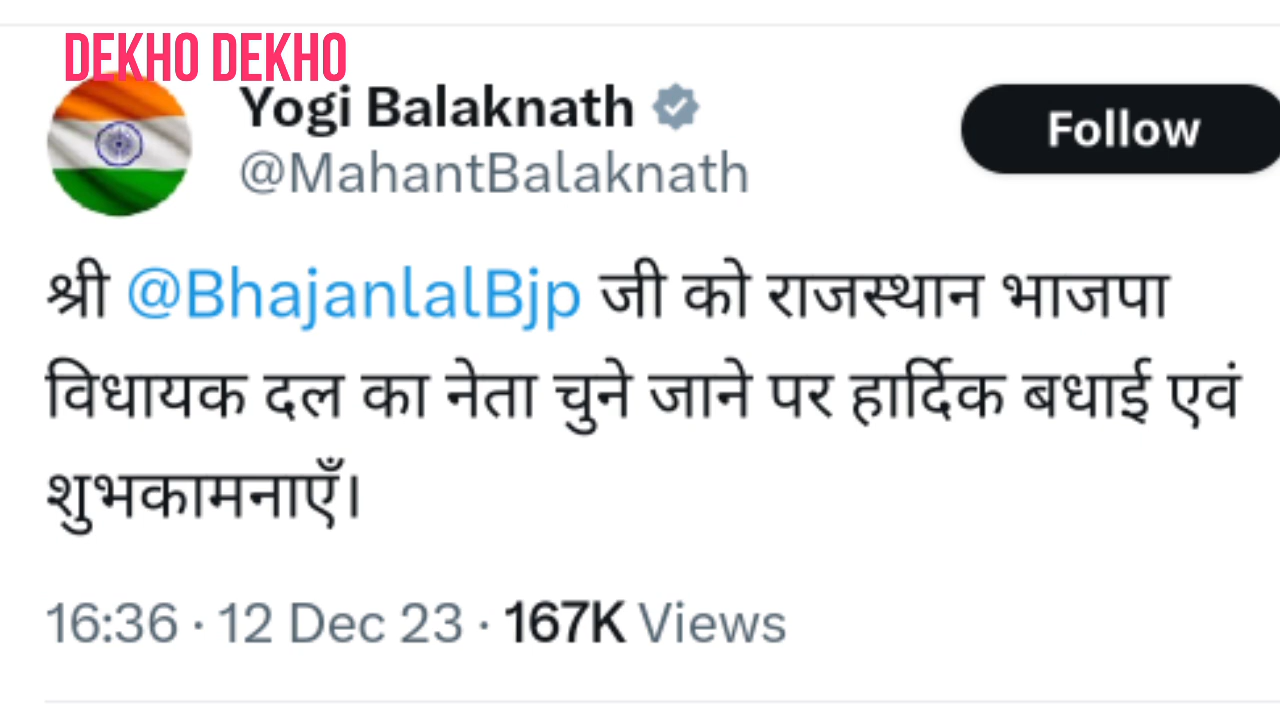 DEKHO DEKHO
Yogi Balaknath
@MahantBalaknath
Follow
श्री @BhajanlalBjp जी को राजस्थान भाजपा
विधायक दल का नेता चुने जाने पर हार्दिक बधाई एवं
शुभकामनाएँ।
16:36 · 12 Dec 23 · 167K Views